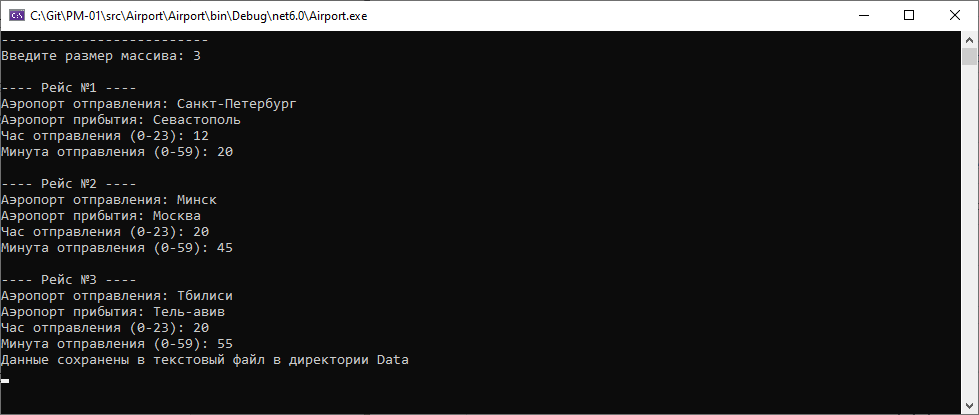 C:\Git\PM-01\src\Airport\Airport\bin\Debug\net6.0\Airport.exe
--------------------------
Введите размер массива: 3
---- Рейс №1 ----
Аэропорт отправления: Санкт-Петербург
Аэропорт прибытия: Севастополь
Час отправления (0-23): 12
Минута отправления (0-59): 20
---- Рейс №2 ----
Аэропорт отправления: Минск
Аэропорт прибытия: Москва
Час отправления (0-23): 20
Минута отправления (0-59): 45
---- Рейс №3 ----
Аэропорт отправления: Тбилиси
Аэропорт прибытия: Тель-авив
Час отправления (0-23): 20
Минута отправления (0-59): 55
Данные сохранены в текстовый файл в директории Data